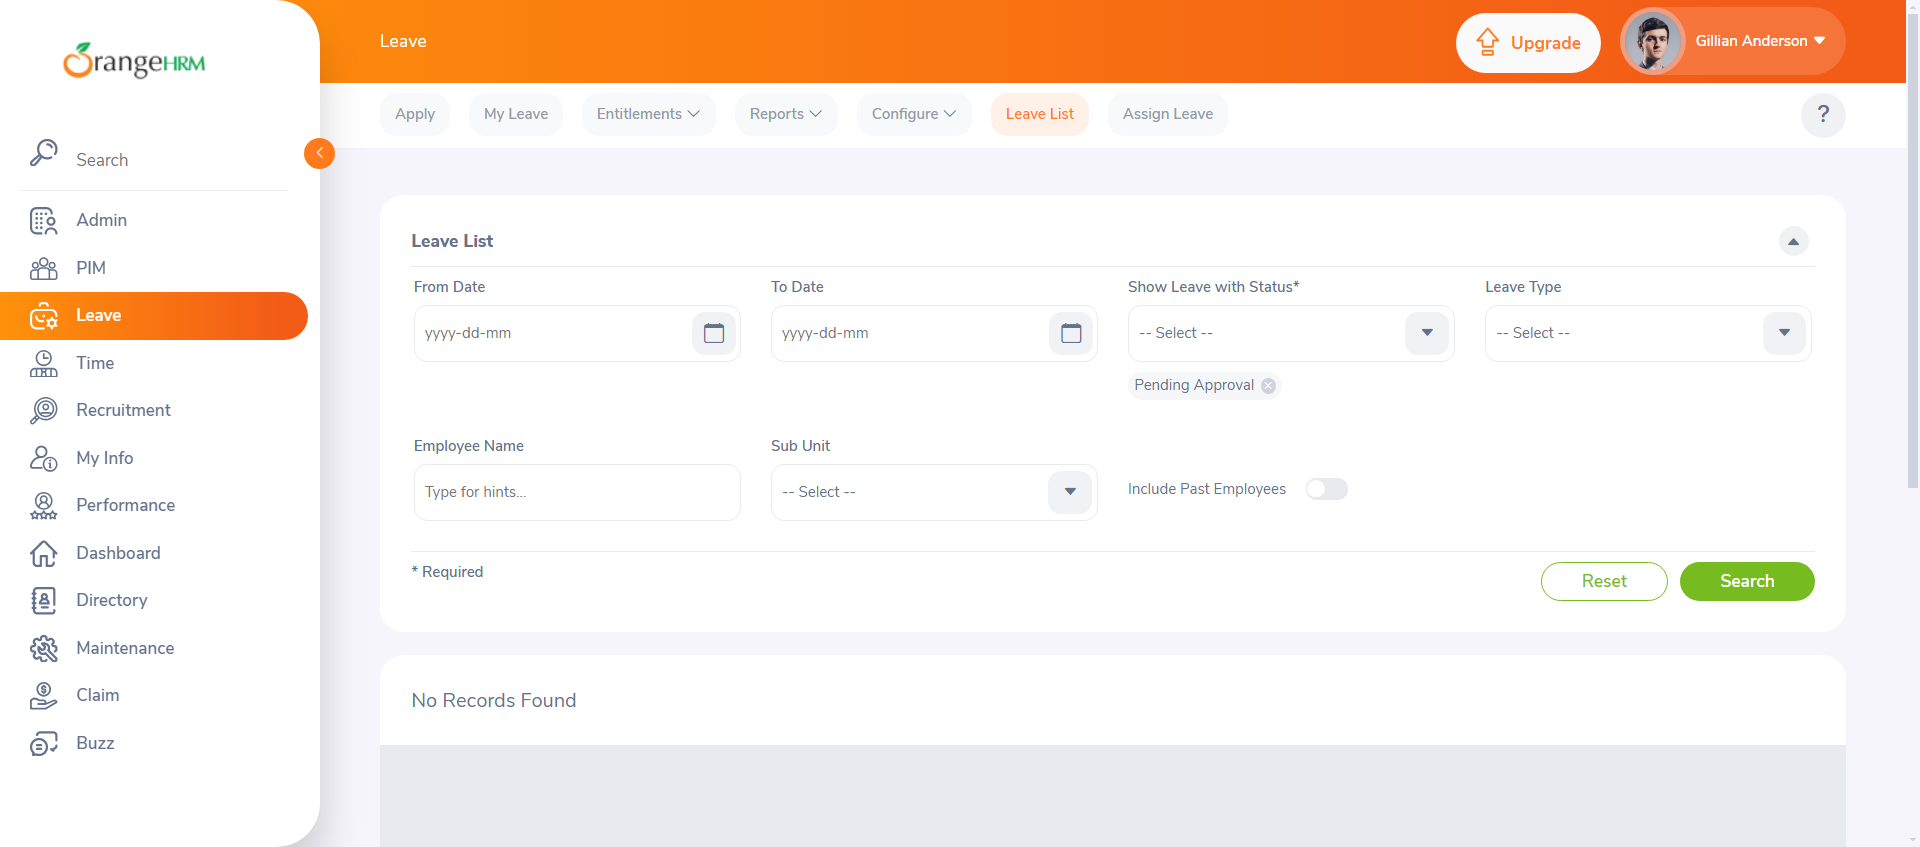 OrangeHRM
Leave
Upgrade
Gillian Anderson
Apply
My Leave
Entitlements
Reports
Configure
Leave List
Assign Leave
?
Search
Admin
PIM
Leave
Time
Recruitment
My Info
Performance
Dashboard
Directory
Maintenance
Claim
Buzz
Leave List
From Date
To Date
Show Leave with Status*
Leave Type
yyyy-dd-mm
yyyy-dd-mm
-- Select --
-- Select --
Pending Approval
Employee Name
Sub Unit
Type for hints...
-- Select --
Include Past Employees
* Required
Reset
Search
No Records Found